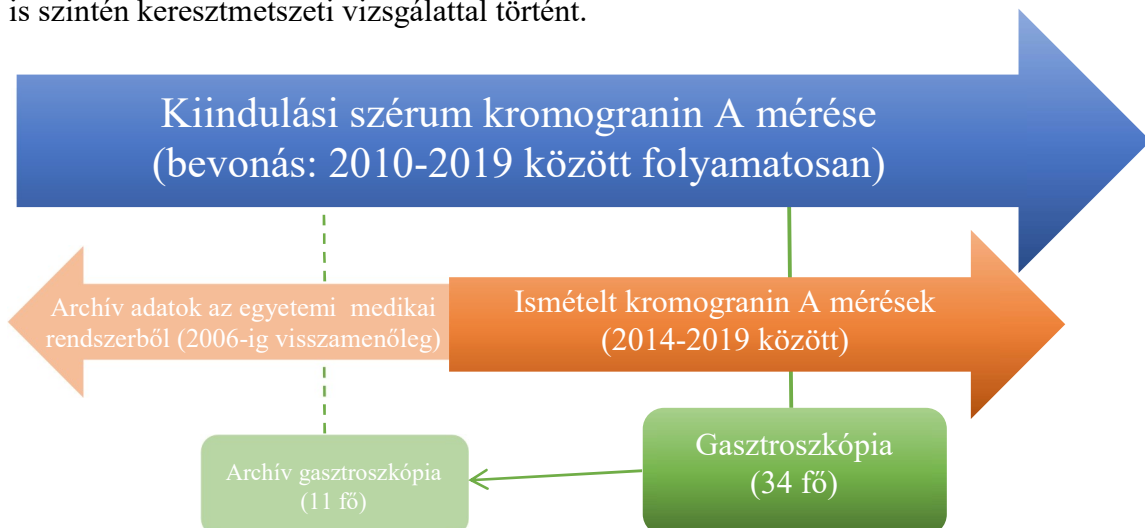 is szintén keresztmetszeti vizsgálattal történt.
Kiindulási szérum kromogranin A mérése
(bevonás: 2010-2019 között folyamatosan)
Archív adatok az egyetemi medikai
rendszerből (2006-ig visszamenőleg)
Ismételt kromogranin A mérések
(2014-2019 között)
Archív gasztroszkópia
(11 fő)
Gasztroszkópia
(34 fő)